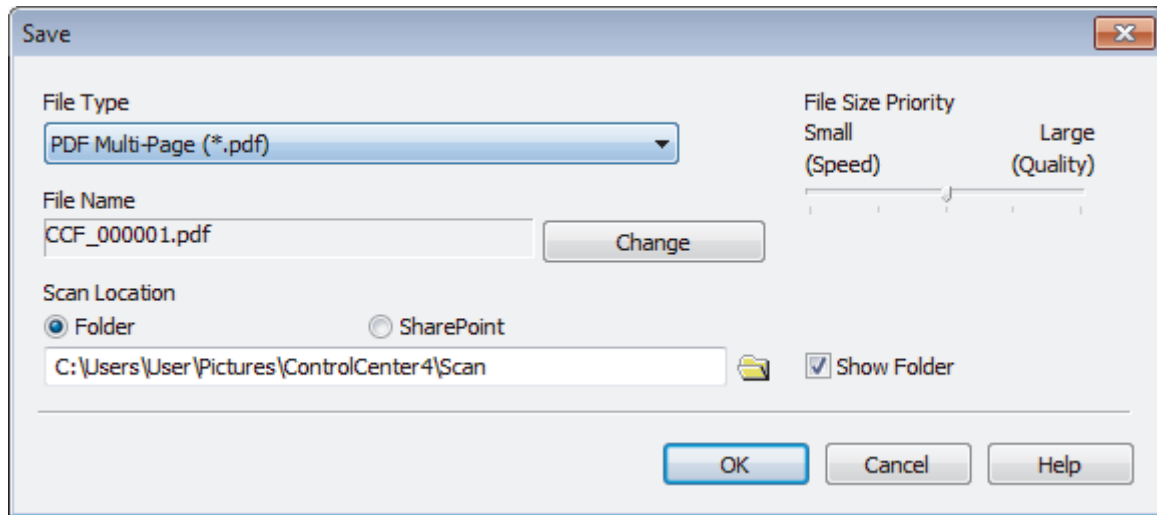 Save
File Type
PDF Multi-Page (*.pdf)
File Name
CCF_000001.pdf
Change
File Size Priority
Small Large
(Speed) (Quality)
Scan Location
Folder SharePoint
C:\Users\User\Pictures\ControlCenter4\Scan
Show Folder
OK Cancel Help